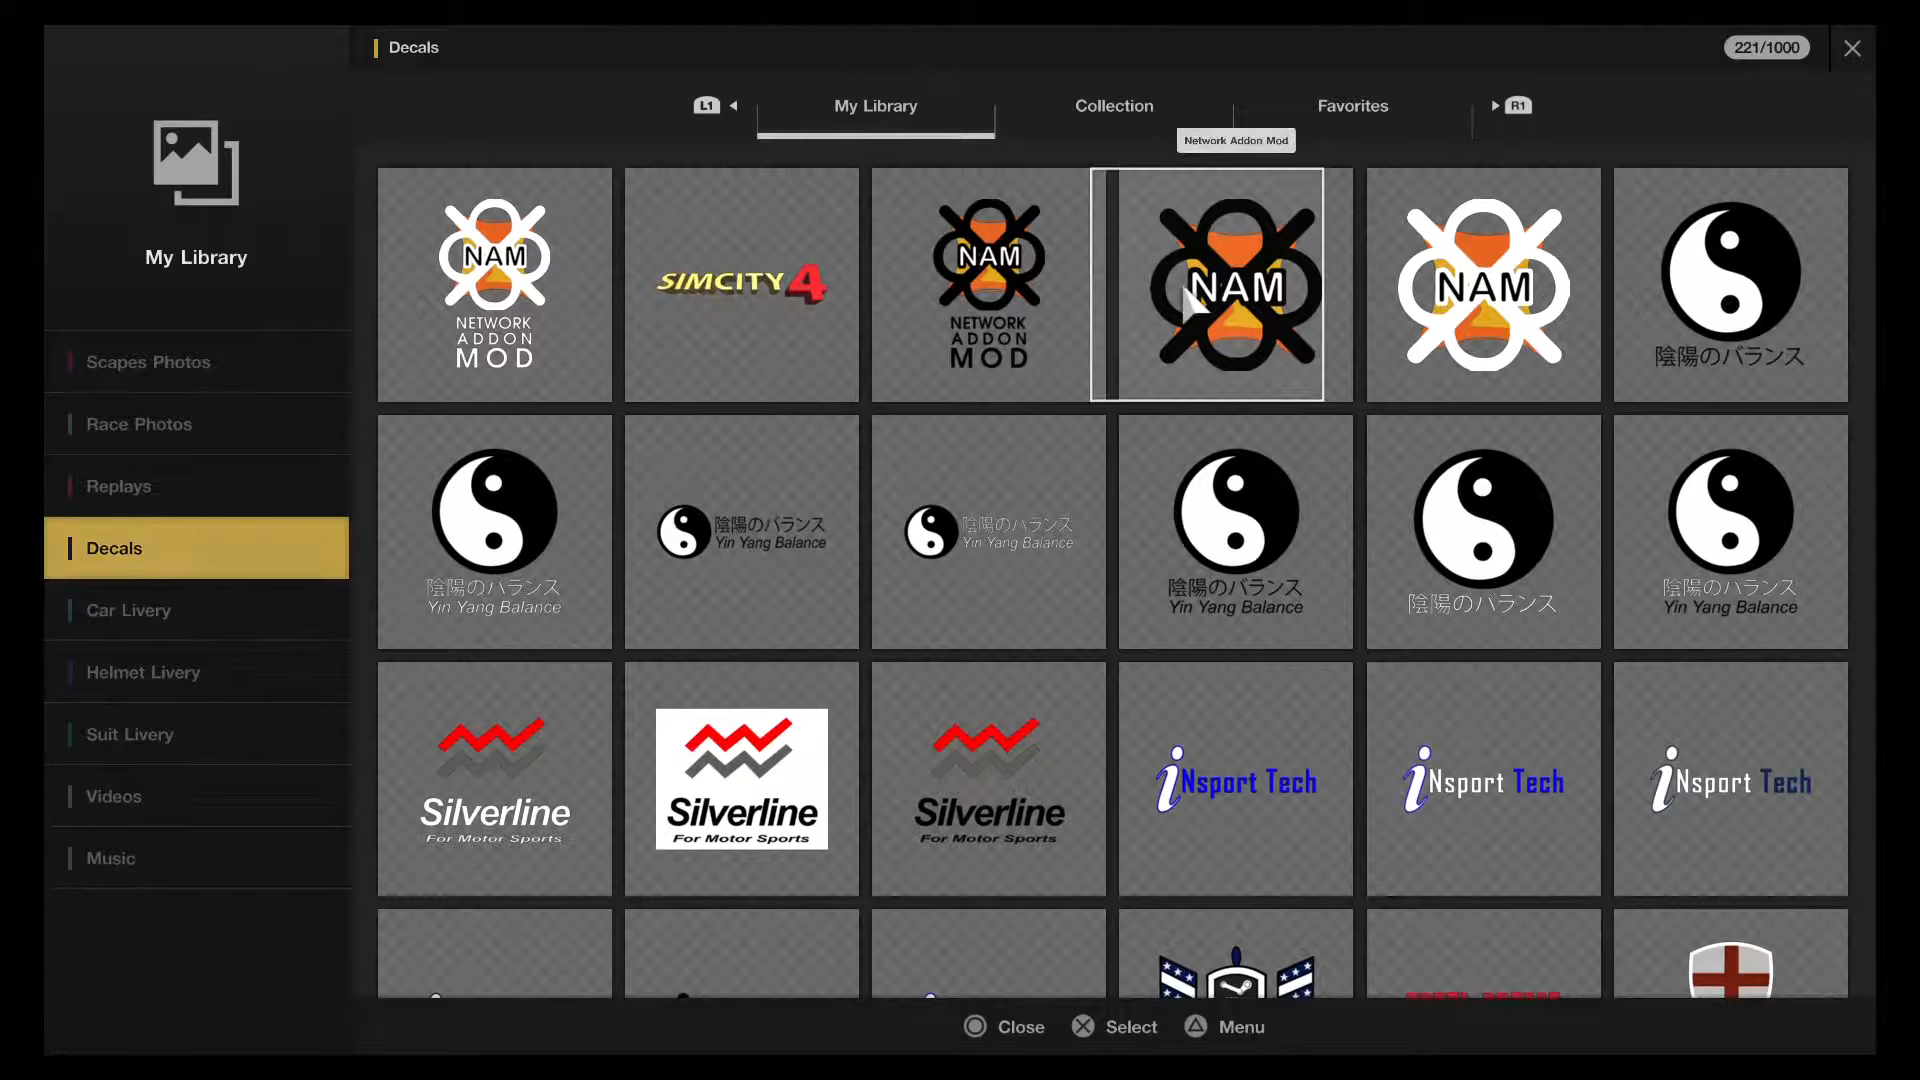 Decals
221/1000
L1
My Library
Collection
Favorites
R1
Network Addon Mod
My Library
Scapes Photos
Race Photos
Replays
Decals
Car Livery
Helmet Livery
Suit Livery
Videos
Music
NAM
NETWORK
ADDON
MOD
SIMCITY 4
NAM
NETWORK
ADDON
MOD
NAM
NAM
陰陽のバランス
陰陽のバランス
Yin Yang Balance
陰陽のバランス
Yin Yang Balance
陰陽のバランス
Yin Yang Balance
陰陽のバランス
Yin Yang Balance
陰陽のバランス
陰陽のバランス
Yin Yang Balance
Silverline
For Motor Sports
Silverline
For Motor Sports
Silverline
For Motor Sports
iNsport Tech
iNsport Tech
iNsport Tech
Close
Select
Menu